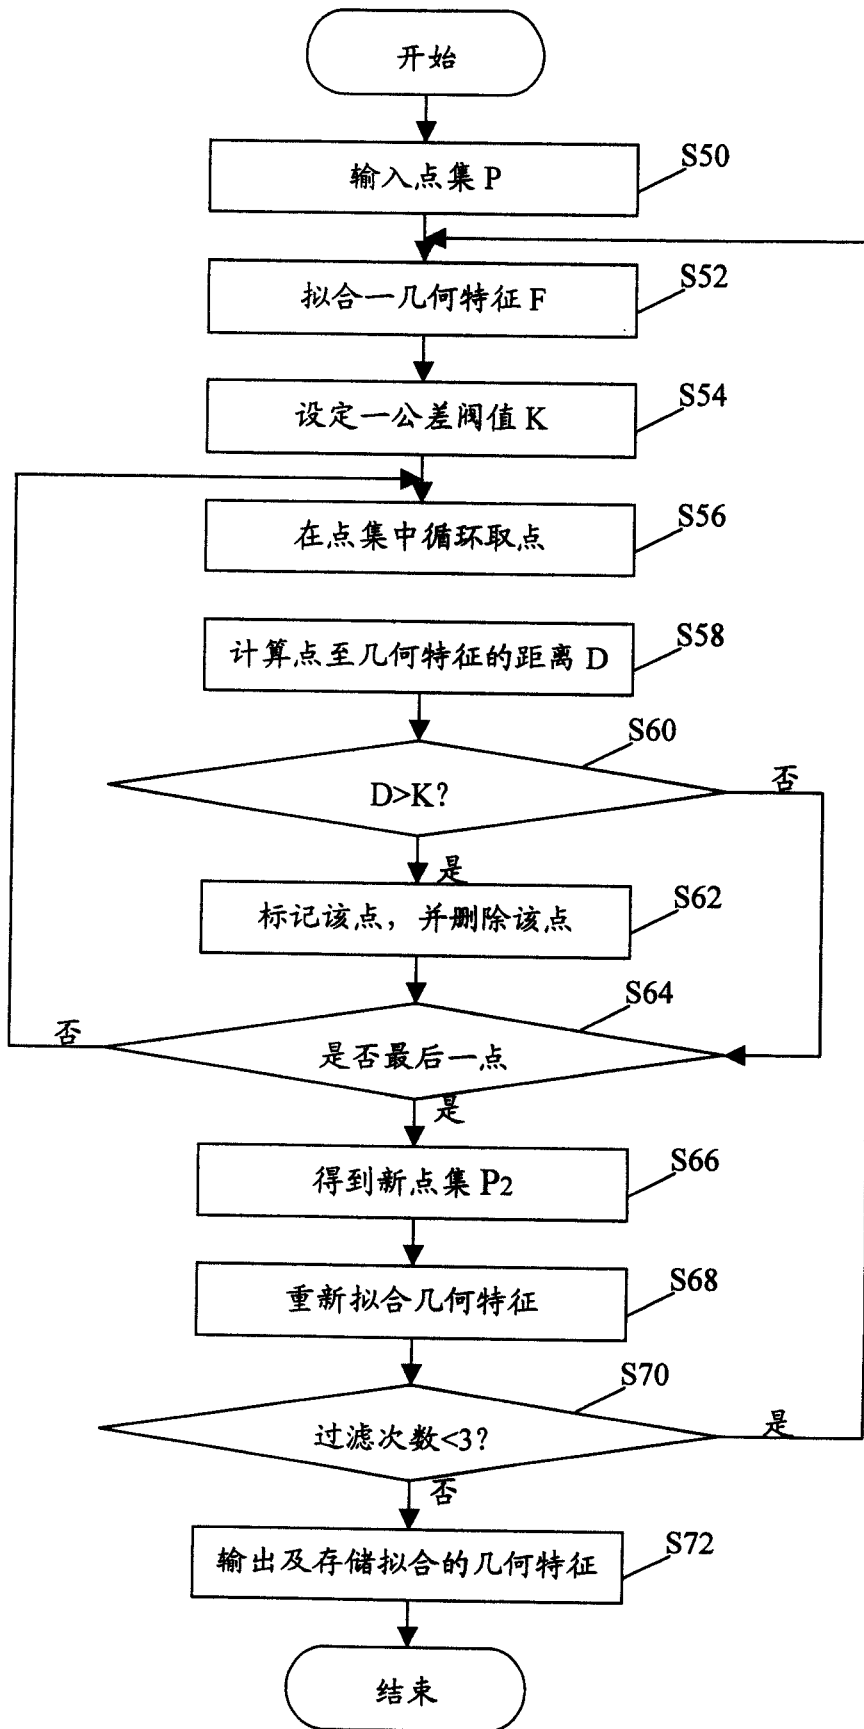 开始
输入点集 P
S50
拟合一几何特征 F
S52
设定一公差阀值 K
S54
在点集中循环取点
S56
计算点至几何特征的距离 D
S58
S60
D>K?
否
是
标记该点，并删除该点
S62
S64
否
是否最后一点
是
得到新点集 P2
S66
重新拟合几何特征
S68
S70
过滤次数<3?
是
否
输出及存储拟合的几何特征
S72
结束